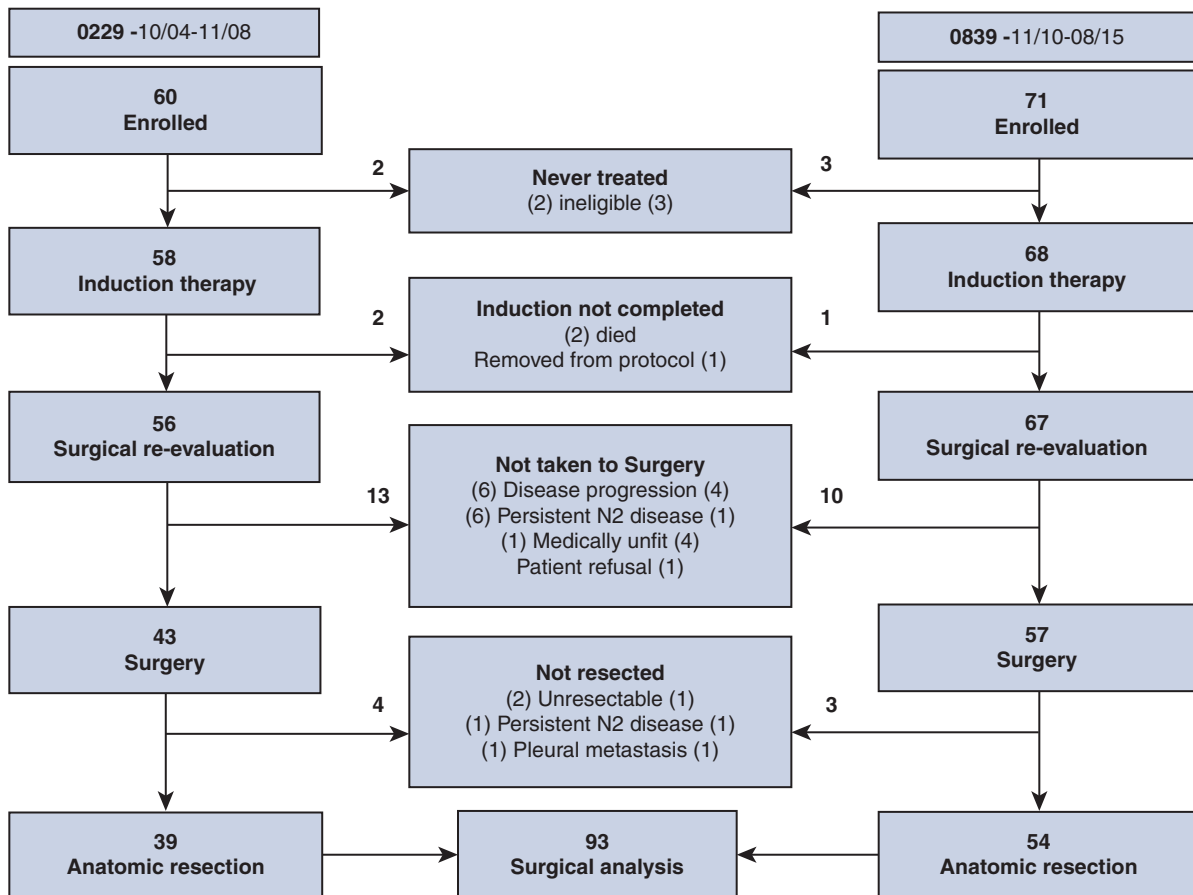 0229 -10/04-11/08
0839 -11/10-08/15
60
Enrolled
71
Enrolled
2
Never treated
(2) ineligible (3)
3
58
Induction therapy
68
Induction therapy
2
Induction not completed
(2) died
Removed from protocol (1)
1
56
Surgical re-evaluation
67
Surgical re-evaluation
13
Not taken to Surgery
(6) Disease progression (4)
(6) Persistent N2 disease (1)
(1) Medically unfit (4)
Patient refusal (1)
10
43
Surgery
57
Surgery
4
Not resected
(2) Unresectable (1)
(1) Persistent N2 disease (1)
(1) Pleural metastasis (1)
3
39
Anatomic resection
93
Surgical analysis
54
Anatomic resection